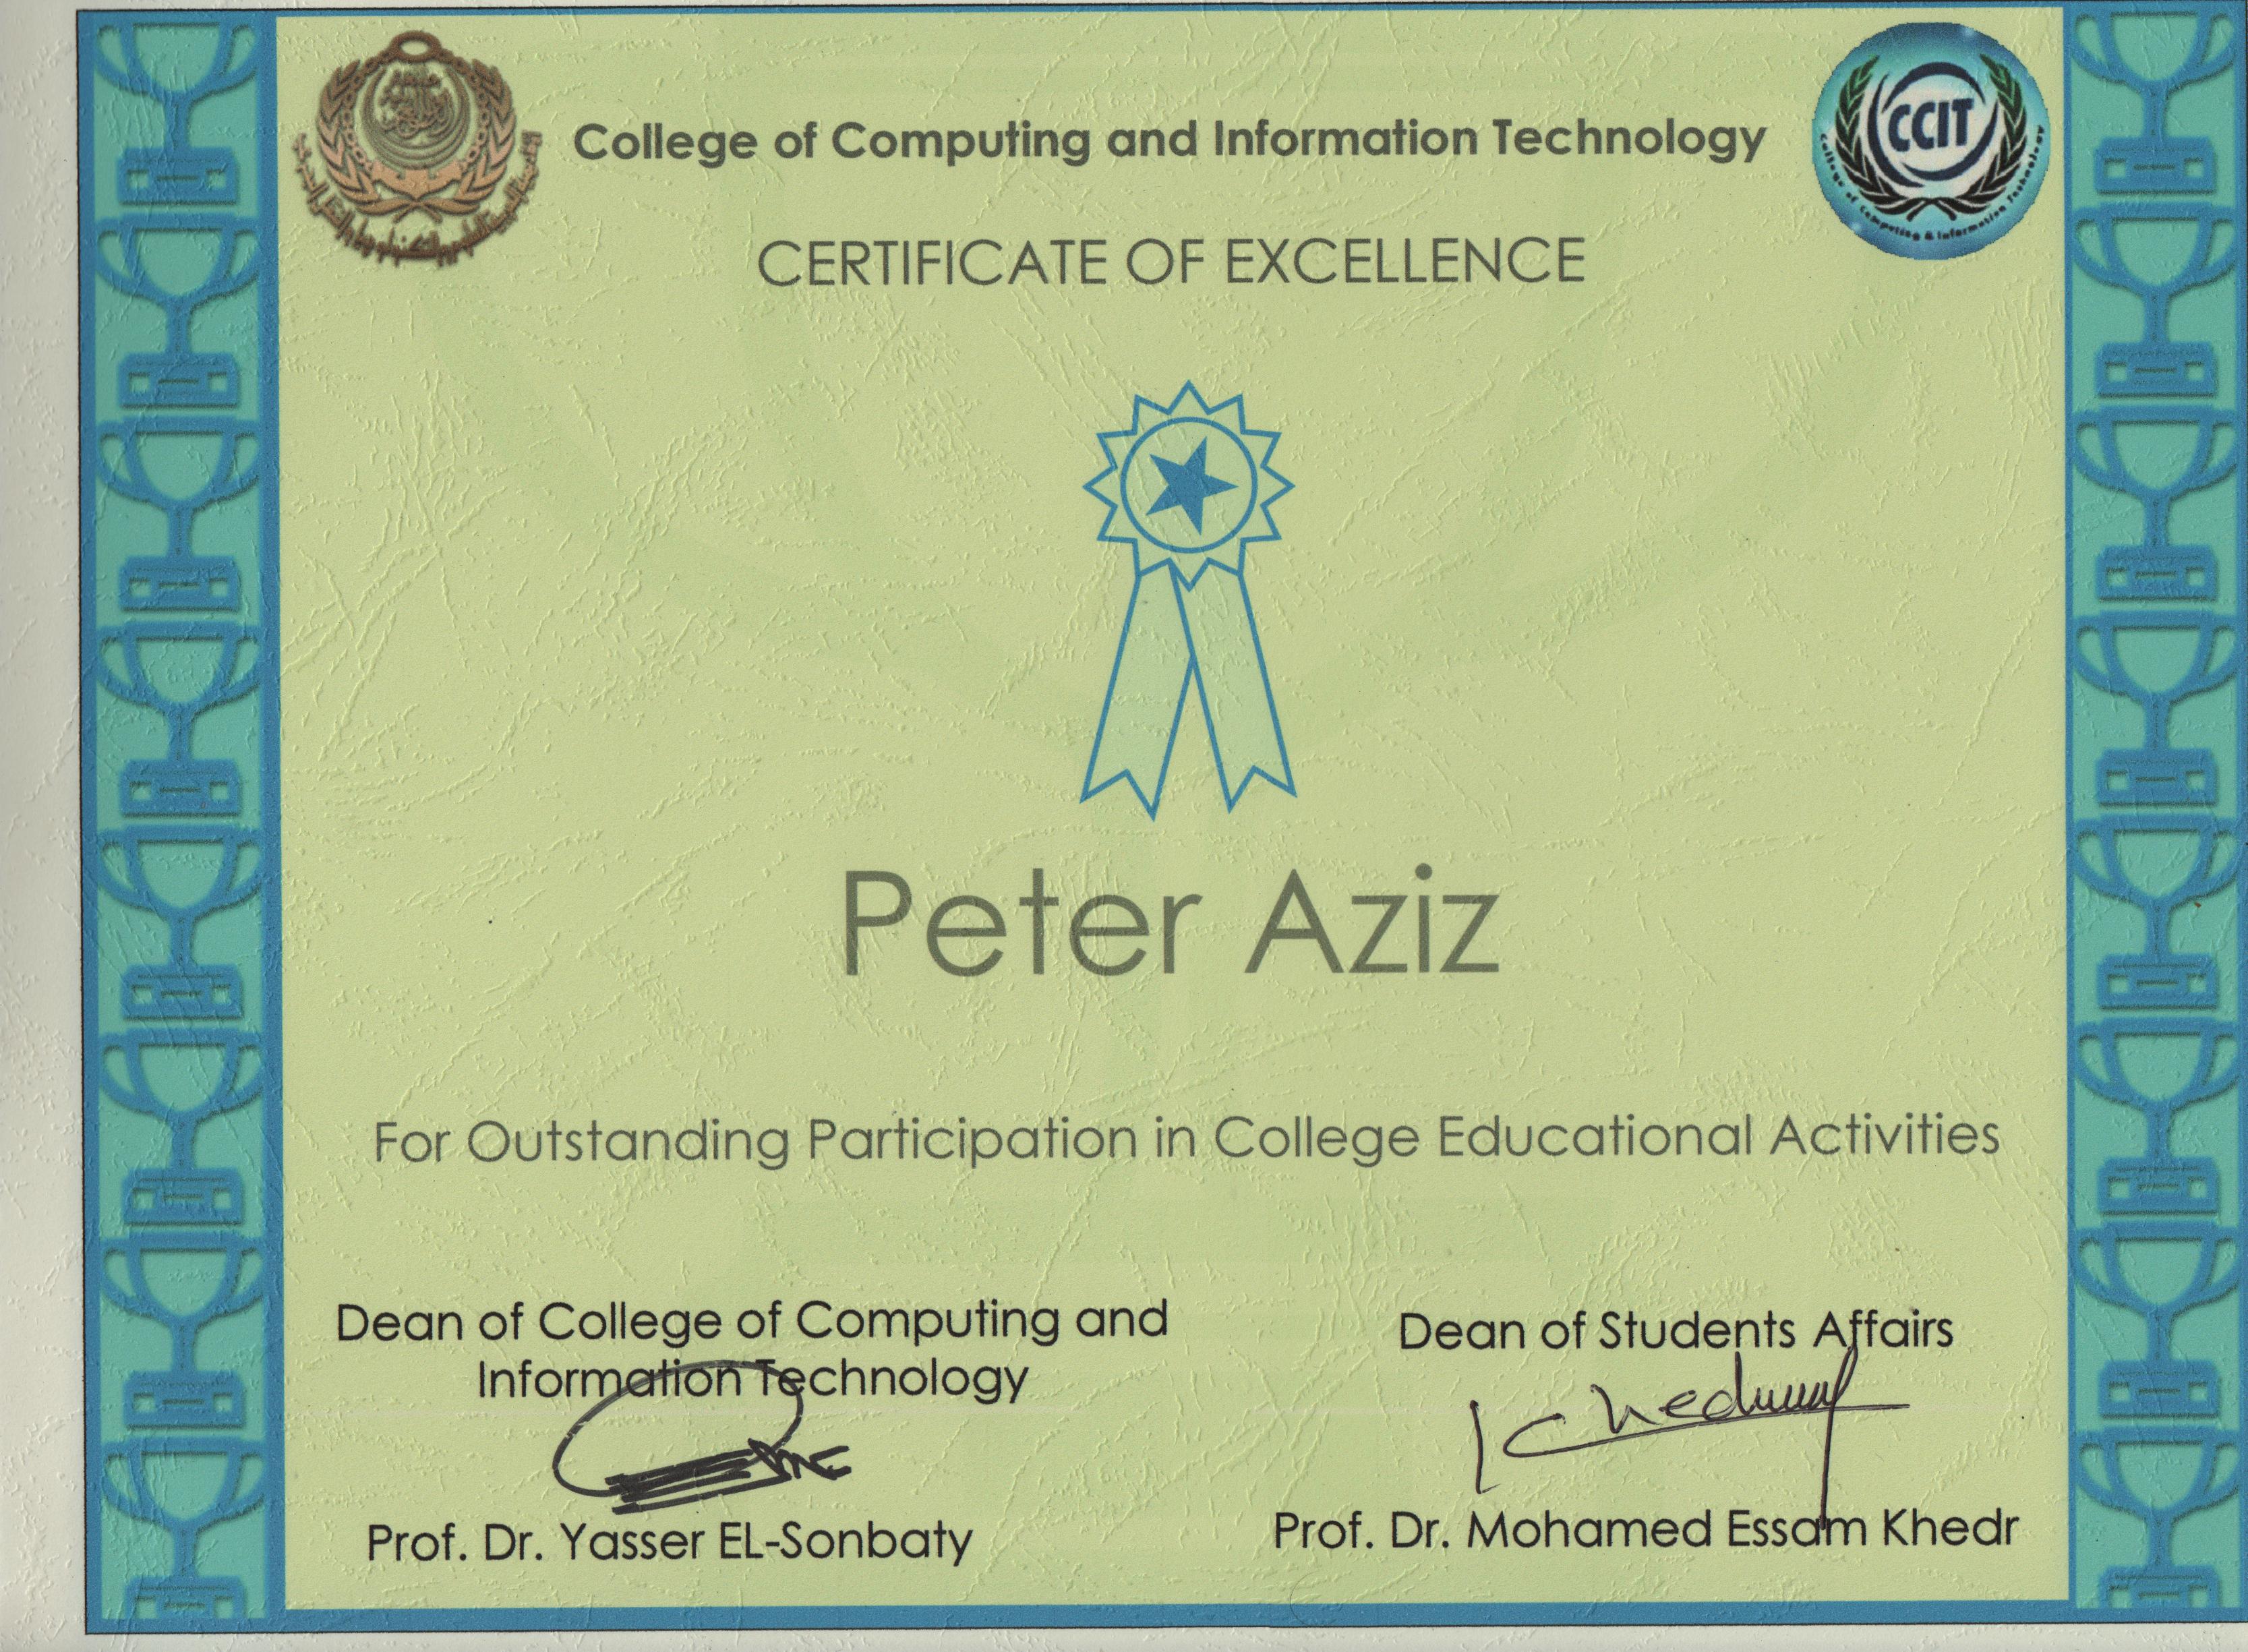 College of Computing and Information Technology
CCIT
College of Computing & Information Technology
CERTIFICATE OF EXCELLENCE
Peter Aziz
For Outstanding Participation in College Educational Activities
Dean of College of Computing and
Information Technology
Dean of Students Affairs
Khedr
Prof. Dr. Yasser EL-Sonbaty
Prof. Dr. Mohamed Essam Khedr